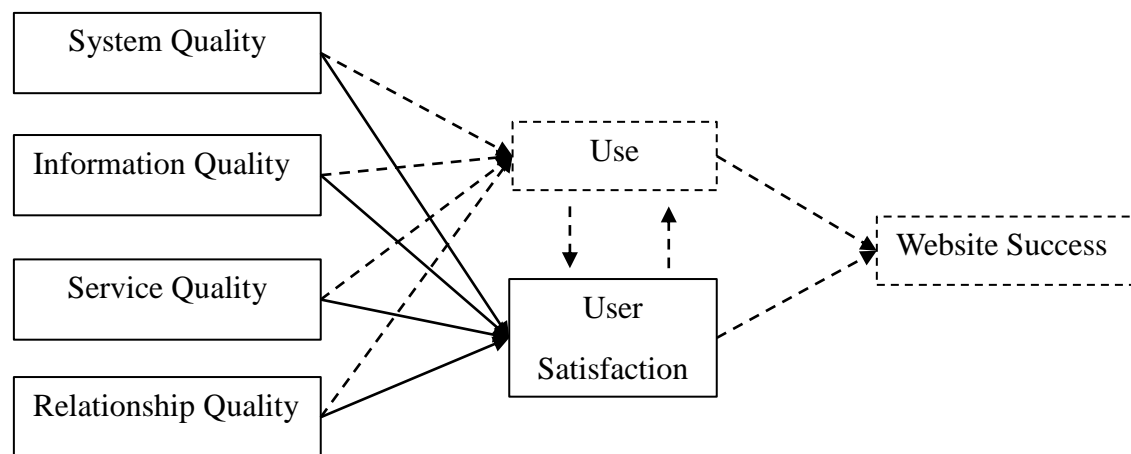 System Quality
Information Quality
Service Quality
Relationship Quality
Use
User
Satisfaction
Website Success